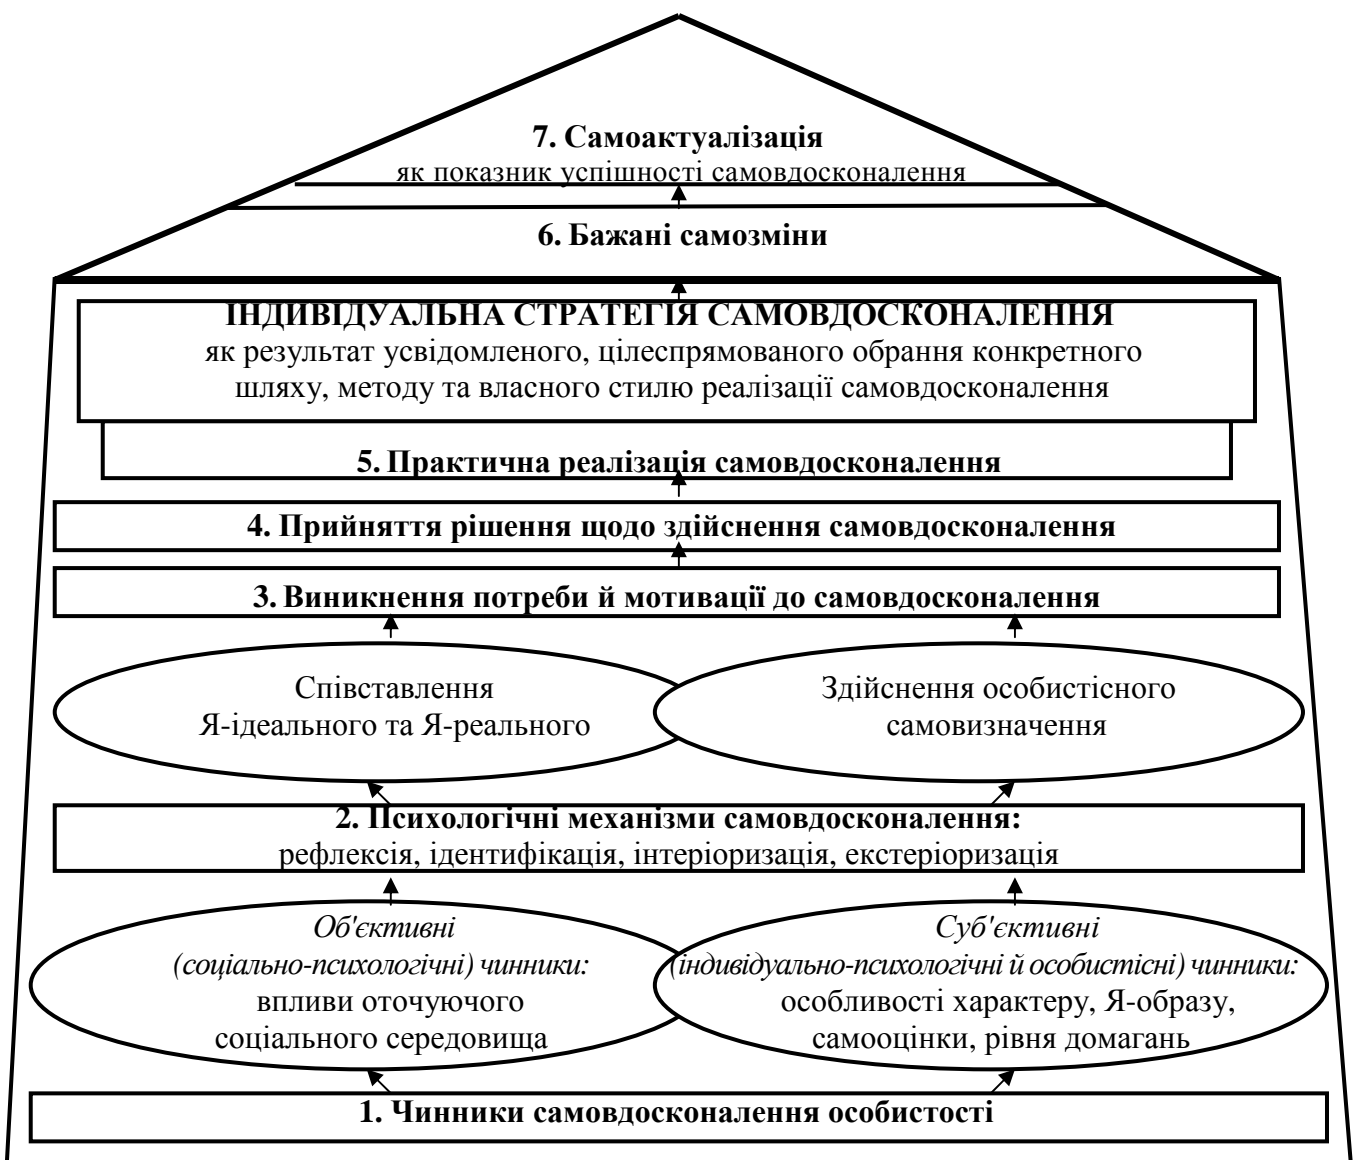 7. Самоактуалізація
як показник успішності самовдосконалення
6. Бажані самозміни
ІНДИВІДУАЛЬНА СТРАТЕГІЯ САМОВДОСКОНАЛЕННЯ
як результат усвідомленого, цілеспрямованого обрання конкретного
шляху, методу та власного стилю реалізації самовдосконалення
5. Практична реалізація самовдосконалення
4. Прийняття рішення щодо здійснення самовдосконалення
3. Виникнення потреби й мотивації до самовдосконалення
Співставлення
Я-ідеального та Я-реального
Здійснення особистісного
самовизначення
2. Психологічні механізми самовдосконалення:
рефлексія, ідентифікація, інтеріоризація, екстеріоризація
Об'єктивні
(соціально-психологічні) чинники:
впливи оточуючого
соціального середовища
Суб'єктивні
(індивідуально-психологічні й особистісні) чинники:
особливості характеру, Я-образу,
самооцінки, рівня домагань
1. Чинники самовдосконалення особистості